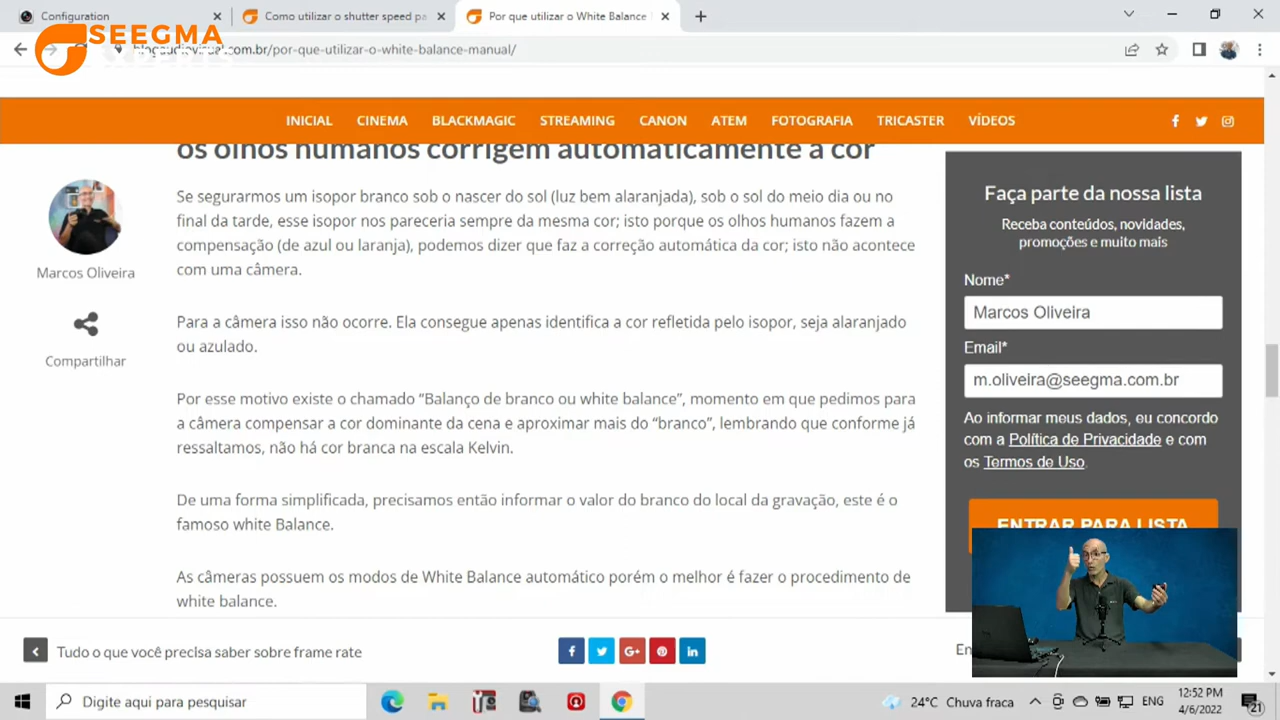 Configuration
Como utilizar o shutter speed pa
Por que utilizar o White Balance
SEEGMA
EXPERTS
blogaudiovisual.com.br/por-que-utilizar-o-white-balance-manual/
INICIAL CINEMA BLACKMAGIC STREAMING CANON ATEM FOTOGRAFIA TRICASTER VÍDEOS
os olhos humanos corrigem automaticamente a cor
Marcos Oliveira
Compartilhar
Se segurarmos um isopor branco sob o nascer do sol (luz bem alaranjada), sob o sol do meio dia ou no
final da tarde, esse isopor nos pareceria sempre da mesma cor; isto porque os olhos humanos fazem a
compensação (de azul ou laranja), podemos dizer que faz a correção automática da cor; isto não acontece
com uma câmera.
Para a câmera isso não ocorre. Ela consegue apenas identifica a cor refletida pelo isopor, seja alaranjado
ou azulado.
Por esse motivo existe o chamado “Balanço de branco ou white balance”, momento em que pedimos para
a câmera compensar a cor dominante da cena e aproximar mais do “branco”, lembrando que conforme já
ressaltamos, não há cor branca na escala Kelvin.
De uma forma simplificada, precisamos então informar o valor do branco do local da gravação, este é o
famoso white Balance.
As câmeras possuem os modos de White Balance automático porém o melhor é fazer o procedimento de
white balance.
Faça parte da nossa lista
Receba conteúdos, novidades,
promoções e muito mais
Nome*
Marcos Oliveira
Email*
m.oliveira@seegma.com.br
Ao informar meus dados, eu concordo
com a Política de Privacidade e com
os Termos de Uso.
ENTRAR PARA LISTA
Tudo o que você precisa saber sobre frame rate
En
Digite aqui para pesquisar
24°C Chuva fraca
ENG
12:52 PM
4/6/2022
21